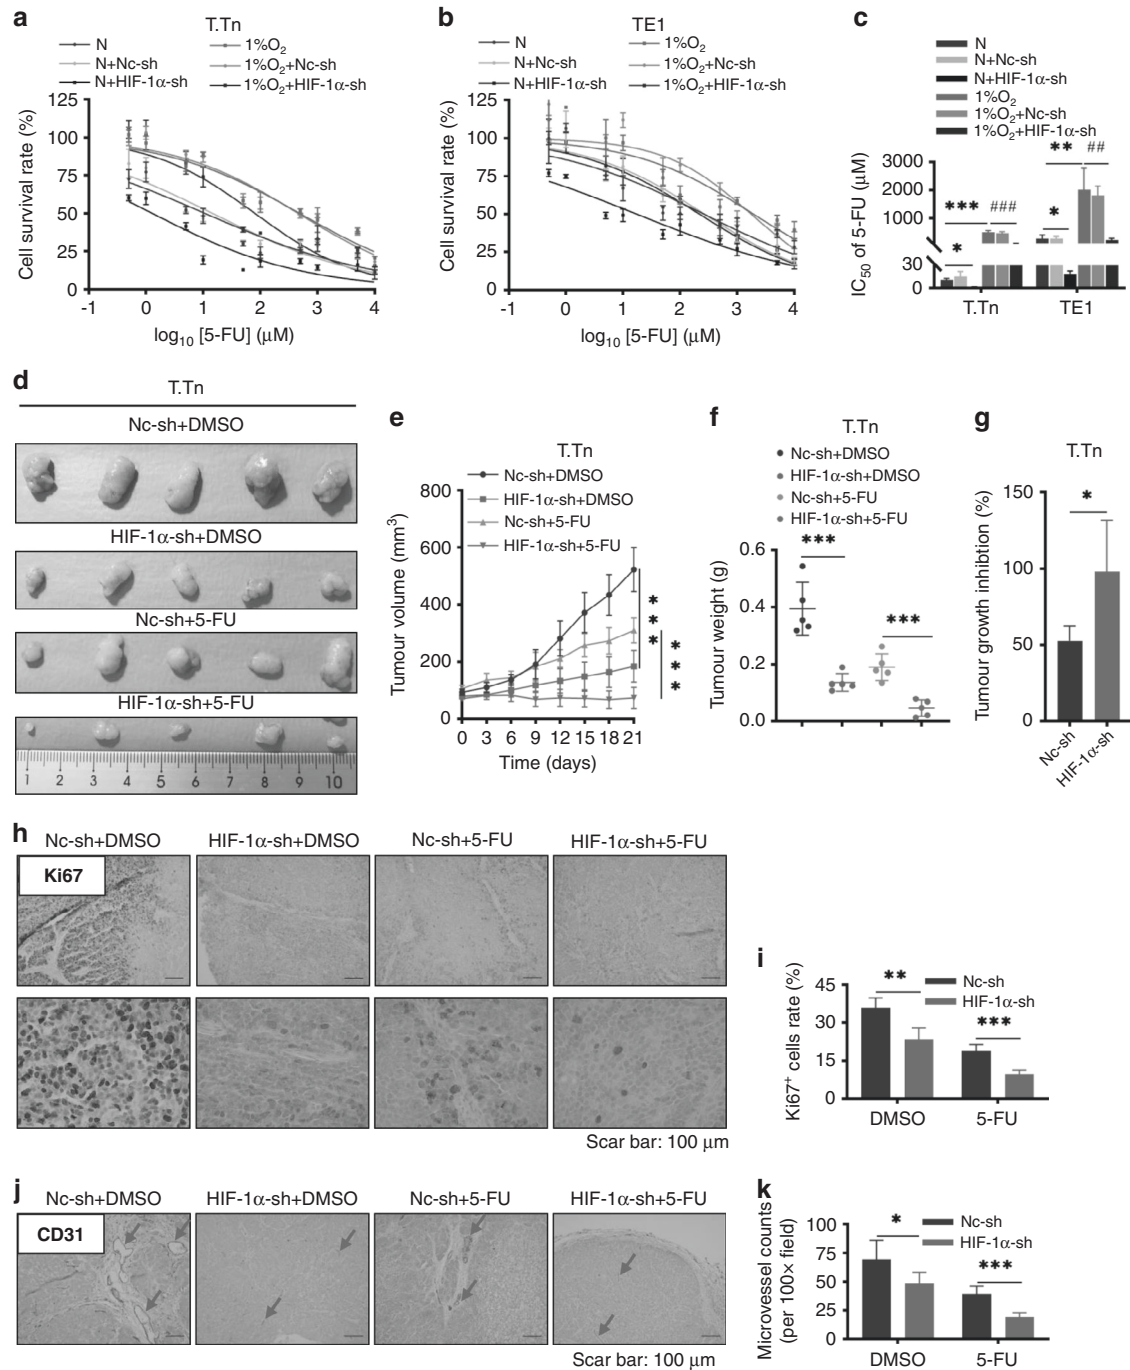 a
T.Tn
N
N+Nc-sh
N+HIF-1α-sh
1%O₂
1%O₂+Nc-sh
1%O₂+HIF-1α-sh
Cell survival rate (%)
125
100
75
50
25
0
-1 0 1 2 3 4
log₁₀ [5-FU] (μM)
b
TE1
N
N+Nc-sh
N+HIF-1α-sh
1%O₂
1%O₂+Nc-sh
1%O₂+HIF-1α-sh
Cell survival rate (%)
125
100
75
50
25
0
-1 0 1 2 3 4
log₁₀ [5-FU] (μM)
c
N
N+Nc-sh
N+HIF-1α-sh
1%O₂
1%O₂+Nc-sh
1%O₂+HIF-1α-sh
IC₅₀ of 5-FU (μM)
3000
2000
1000
30
0
*** ###
*
** ##
*
T.Tn TE1
d
T.Tn
Nc-sh+DMSO
HIF-1α-sh+DMSO
Nc-sh+5-FU
HIF-1α-sh+5-FU
1 2 3 4 5 6 7 8 9 10
e
T.Tn
Nc-sh+DMSO
HIF-1α-sh+DMSO
Nc-sh+5-FU
HIF-1α-sh+5-FU
Tumour volume (mm³)
800
600
400
200
0
***
***
0 3 6 9 12 15 18 21
Time (days)
f
T.Tn
Nc-sh+DMSO
HIF-1α-sh+DMSO
Nc-sh+5-FU
HIF-1α-sh+5-FU
Tumour weight (g)
0.6
0.4
0.2
0.0
***
***
g
T.Tn
Tumour growth inhibtion (%)
150
100
50
0
*
Nc-sh
HIF-1α-sh
h
Nc-sh+DMSO HIF-1α-sh+DMSO Nc-sh+5-FU HIF-1α-sh+5-FU
Ki67
Scar bar: 100 μm
i
Ki67⁺ cells rate (%)
45
30
15
0
Nc-sh
HIF-1α-sh
**
***
DMSO 5-FU
j
Nc-sh+DMSO HIF-1α-sh+DMSO Nc-sh+5-FU HIF-1α-sh+5-FU
CD31
Scar bar: 100 μm
k
Microvessel counts
(per 100× field)
100
75
50
25
0
Nc-sh
HIF-1α-sh
*
***
DMSO 5-FU